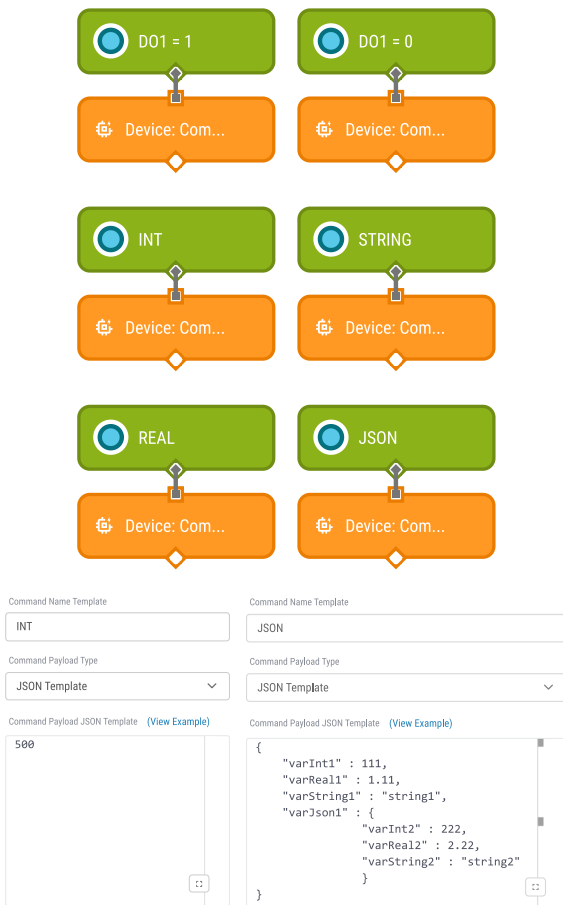 DO1 = 1
DO1 = 0
Device: Com...
Device: Com...
INT
STRING
Device: Com...
Device: Com...
REAL
JSON
Device: Com...
Device: Com...
Command Name Template
INT
Command Payload Type
JSON Template
Command Payload JSON Template (View Example)
500
Command Name Template
JSON
Command Payload Type
JSON Template
Command Payload JSON Template (View Example)
{
"varInt1" : 111,
"varReal1" : 1.11,
"varString1" : "string1",
"varJson1" : {
"varInt2" : 222,
"varReal2" : 2.22,
"varString2" : "string2"
}
}